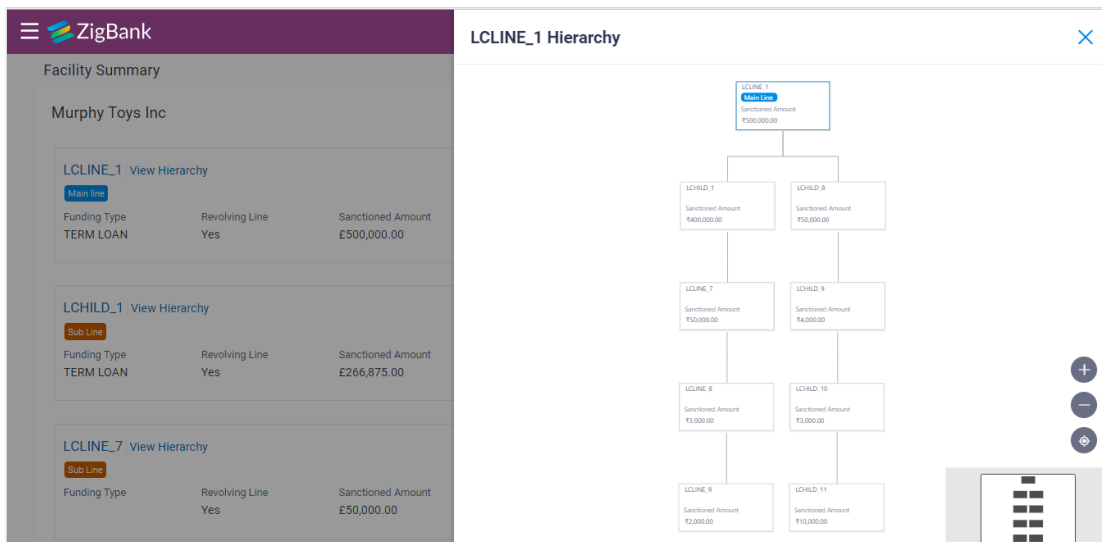 ZigBank
Facility Summary
Murphy Toys Inc
LCLINE_1 View Hierarchy
Main line
Funding Type Revolving Line Sanctioned Amount
TERM LOAN Yes £500,000.00
LCHILD_1 View Hierarchy
Sub Line
Funding Type Revolving Line Sanctioned Amount
TERM LOAN Yes £266,875.00
LCLINE_7 View Hierarchy
Sub Line
Funding Type Revolving Line Sanctioned Amount
Yes £50,000.00
LCLINE_1 Hierarchy
LCLINE_1
Main Line
Sanctioned Amount
₹500,000.00
LCHILD_1 LCHILD_8
Sanctioned Amount Sanctioned Amount
₹400,000.00 ₹50,000.00
LCLINE_7 LCHILD_9
Sanctioned Amount Sanctioned Amount
₹50,000.00 ₹4,000.00
LCLINE_8 LCHILD_10
Sanctioned Amount Sanctioned Amount
₹3,000.00 ₹3,000.00
LCLINE_9 LCHILD_11
Sanctioned Amount Sanctioned Amount
₹2,000.00 ₹10,000.00